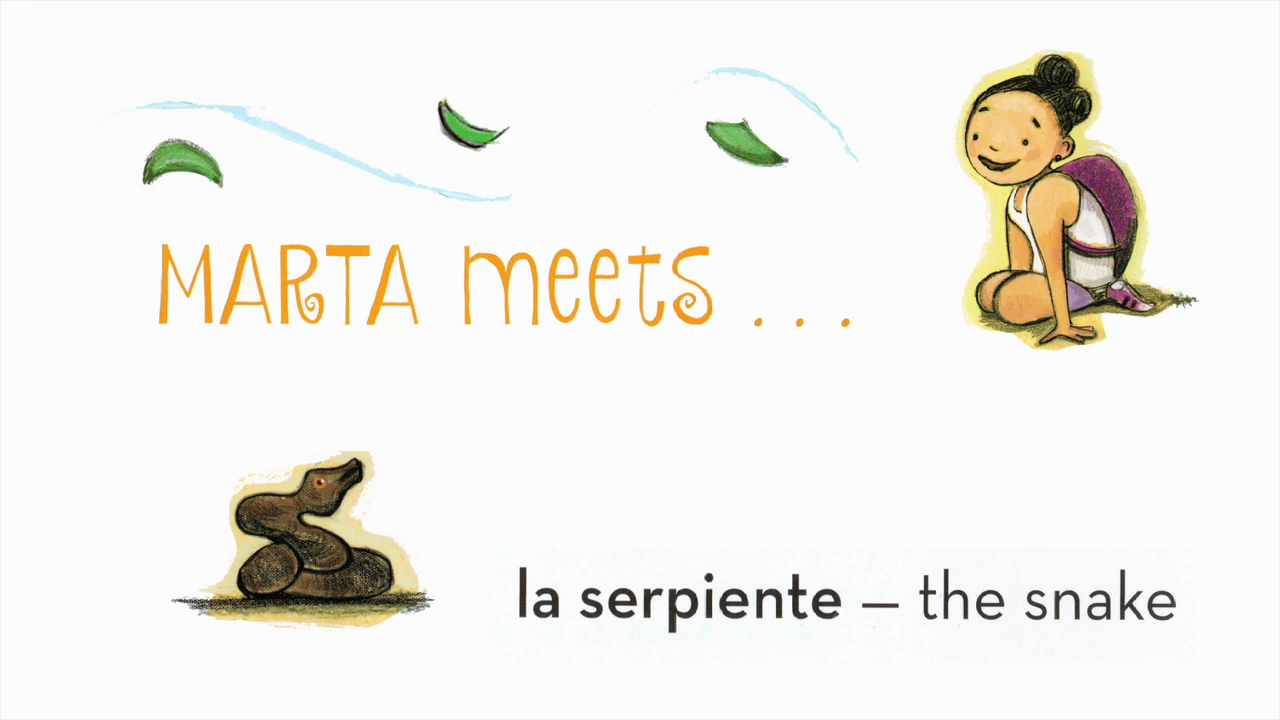 MARTA meets . . .
la serpiente – the snake